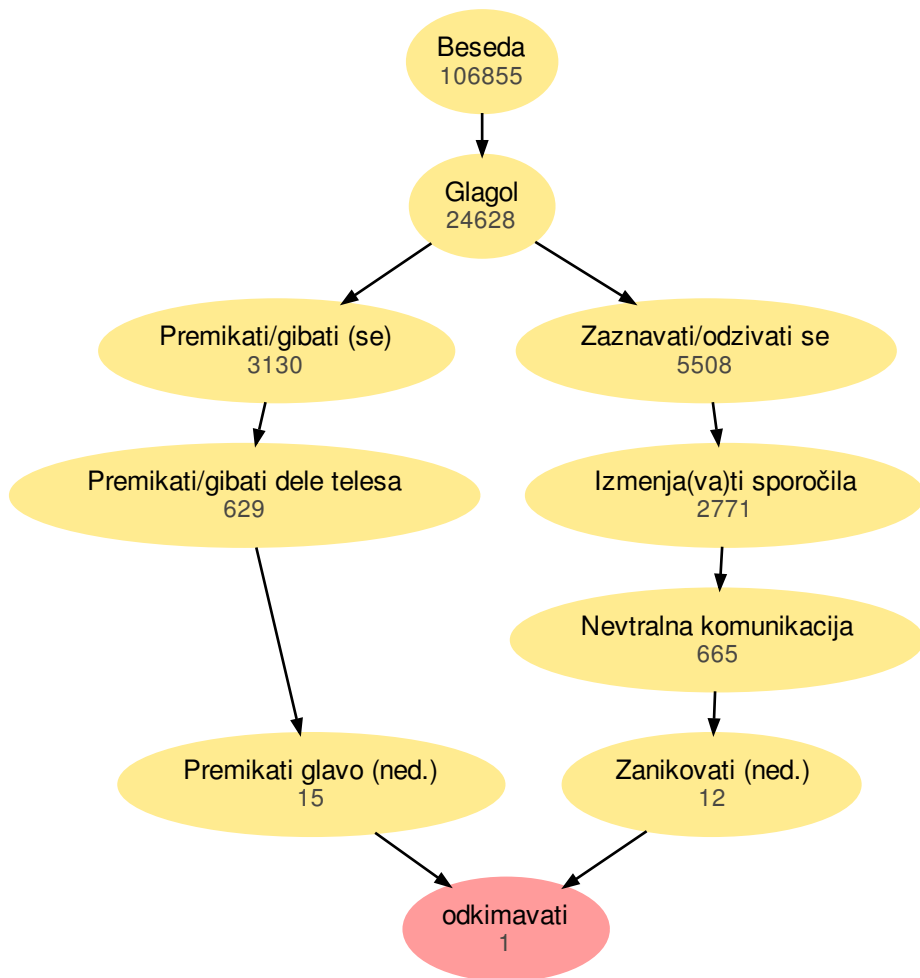 Beseda
106855
Glagol
24628
Premikati/gibati (se)
3130
Zaznavati/odzivati se
5508
Premikati/gibati dele telesa
629
Izmenja(va)ti sporočila
2771
Nevtralna komunikacija
665
Premikati glavo (ned.)
15
Zanikovati (ned.)
12
odkimavati
1